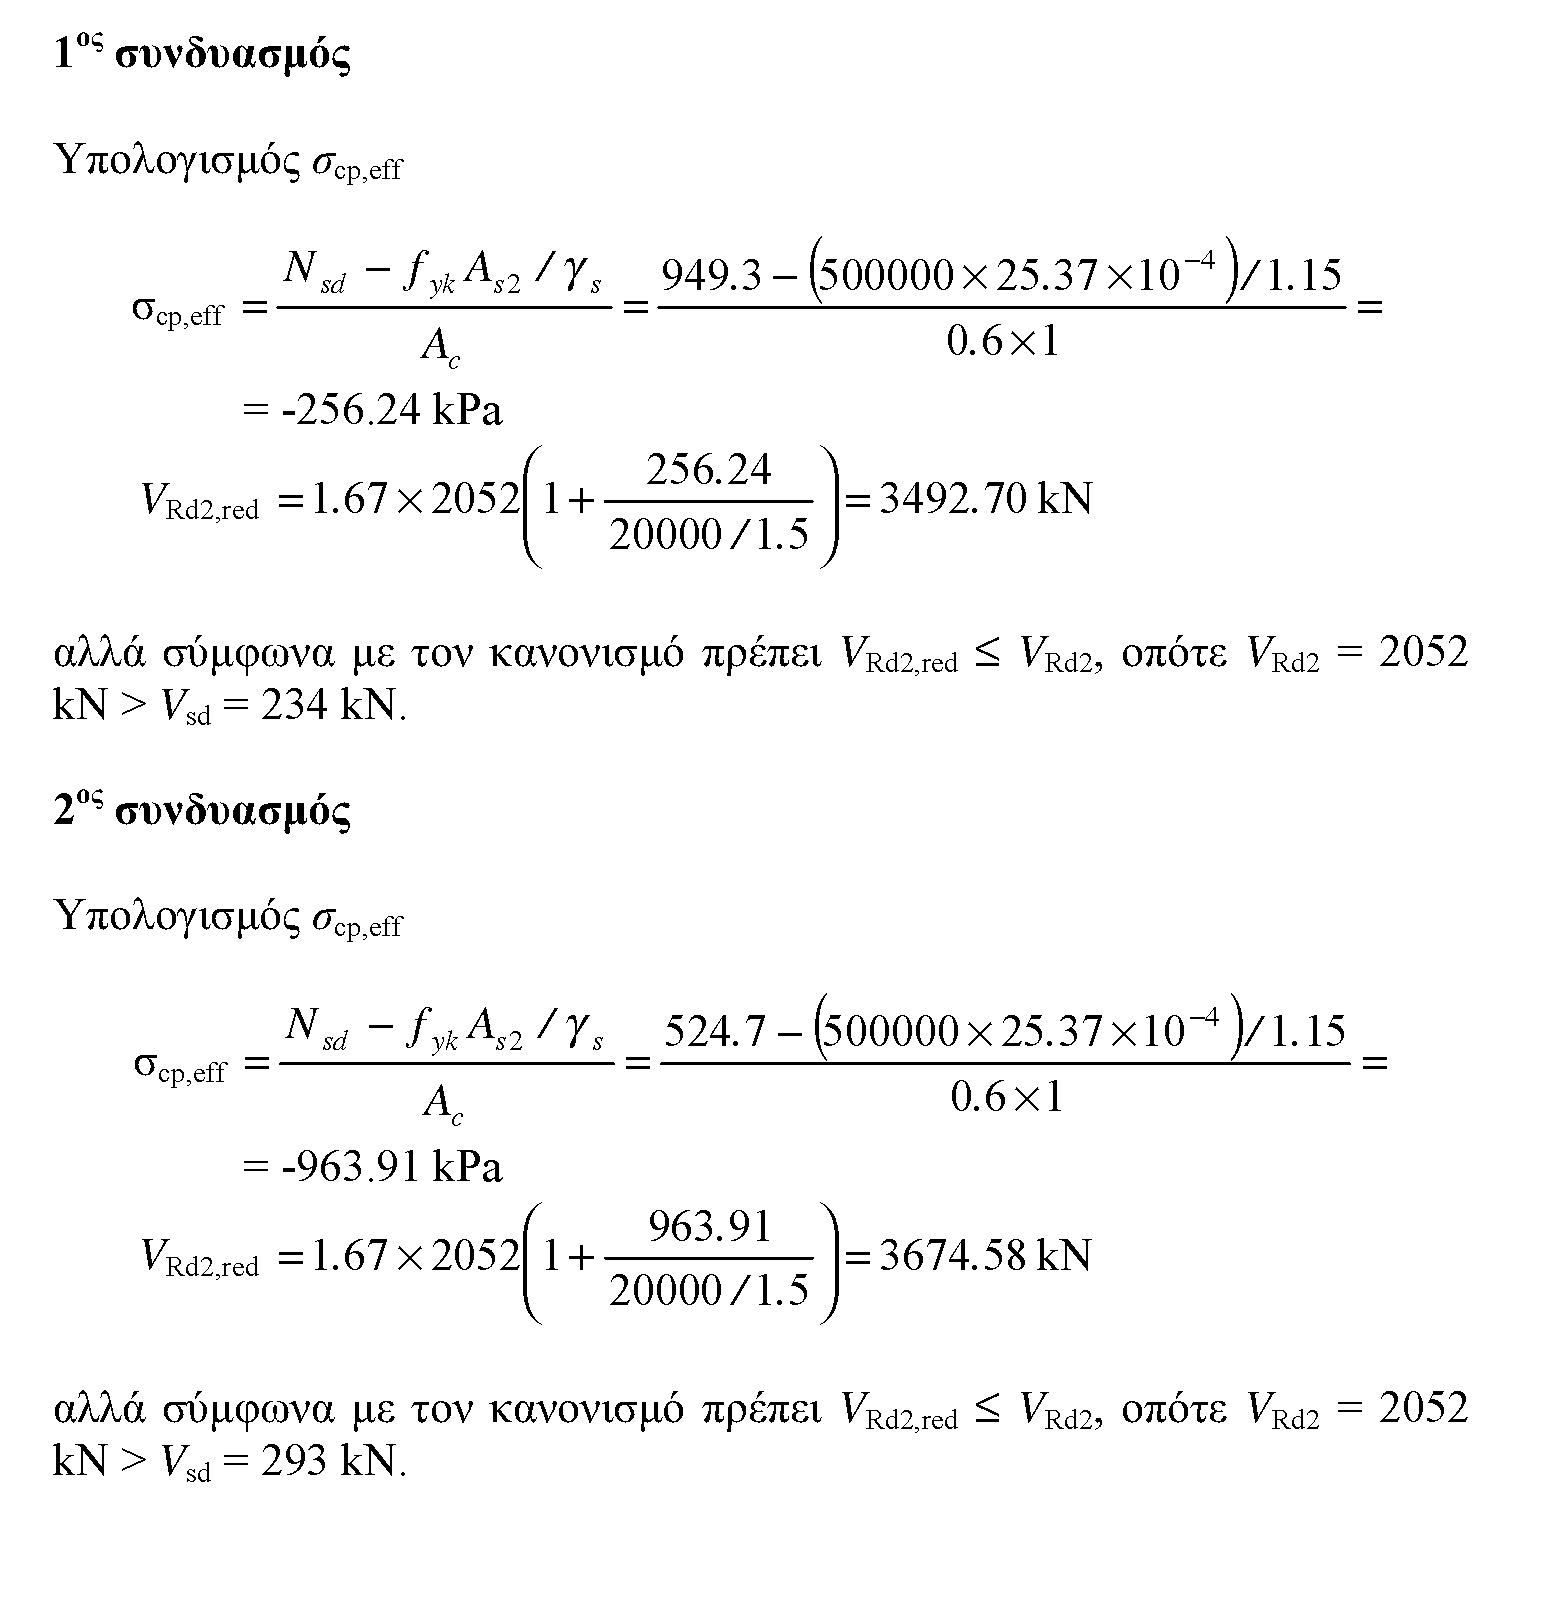 1ος συνδυασμός
Υπολογισμός σcp,eff
σcp,eff = (Nsd − fyk As2 / γs) / Ac = (949.3 − (500000 × 25.37 × 10⁻⁴) / 1.15) / (0.6 × 1) =
= -256.24 kPa
VRd2,red = 1.67 × 2052 (1 + 256.24 / (20000 / 1.5)) = 3492.70 kN
αλλά σύμφωνα με τον κανονισμό πρέπει VRd2,red ≤ VRd2, οπότε VRd2 = 2052
kN > Vsd = 234 kN.
2ος συνδυασμός
Υπολογισμός σcp,eff
σcp,eff = (Nsd − fyk As2 / γs) / Ac = (524.7 − (500000 × 25.37 × 10⁻⁴) / 1.15) / (0.6 × 1) =
= -963.91 kPa
VRd2,red = 1.67 × 2052 (1 + 963.91 / (20000 / 1.5)) = 3674.58 kN
αλλά σύμφωνα με τον κανονισμό πρέπει VRd2,red ≤ VRd2, οπότε VRd2 = 2052
kN > Vsd = 293 kN.